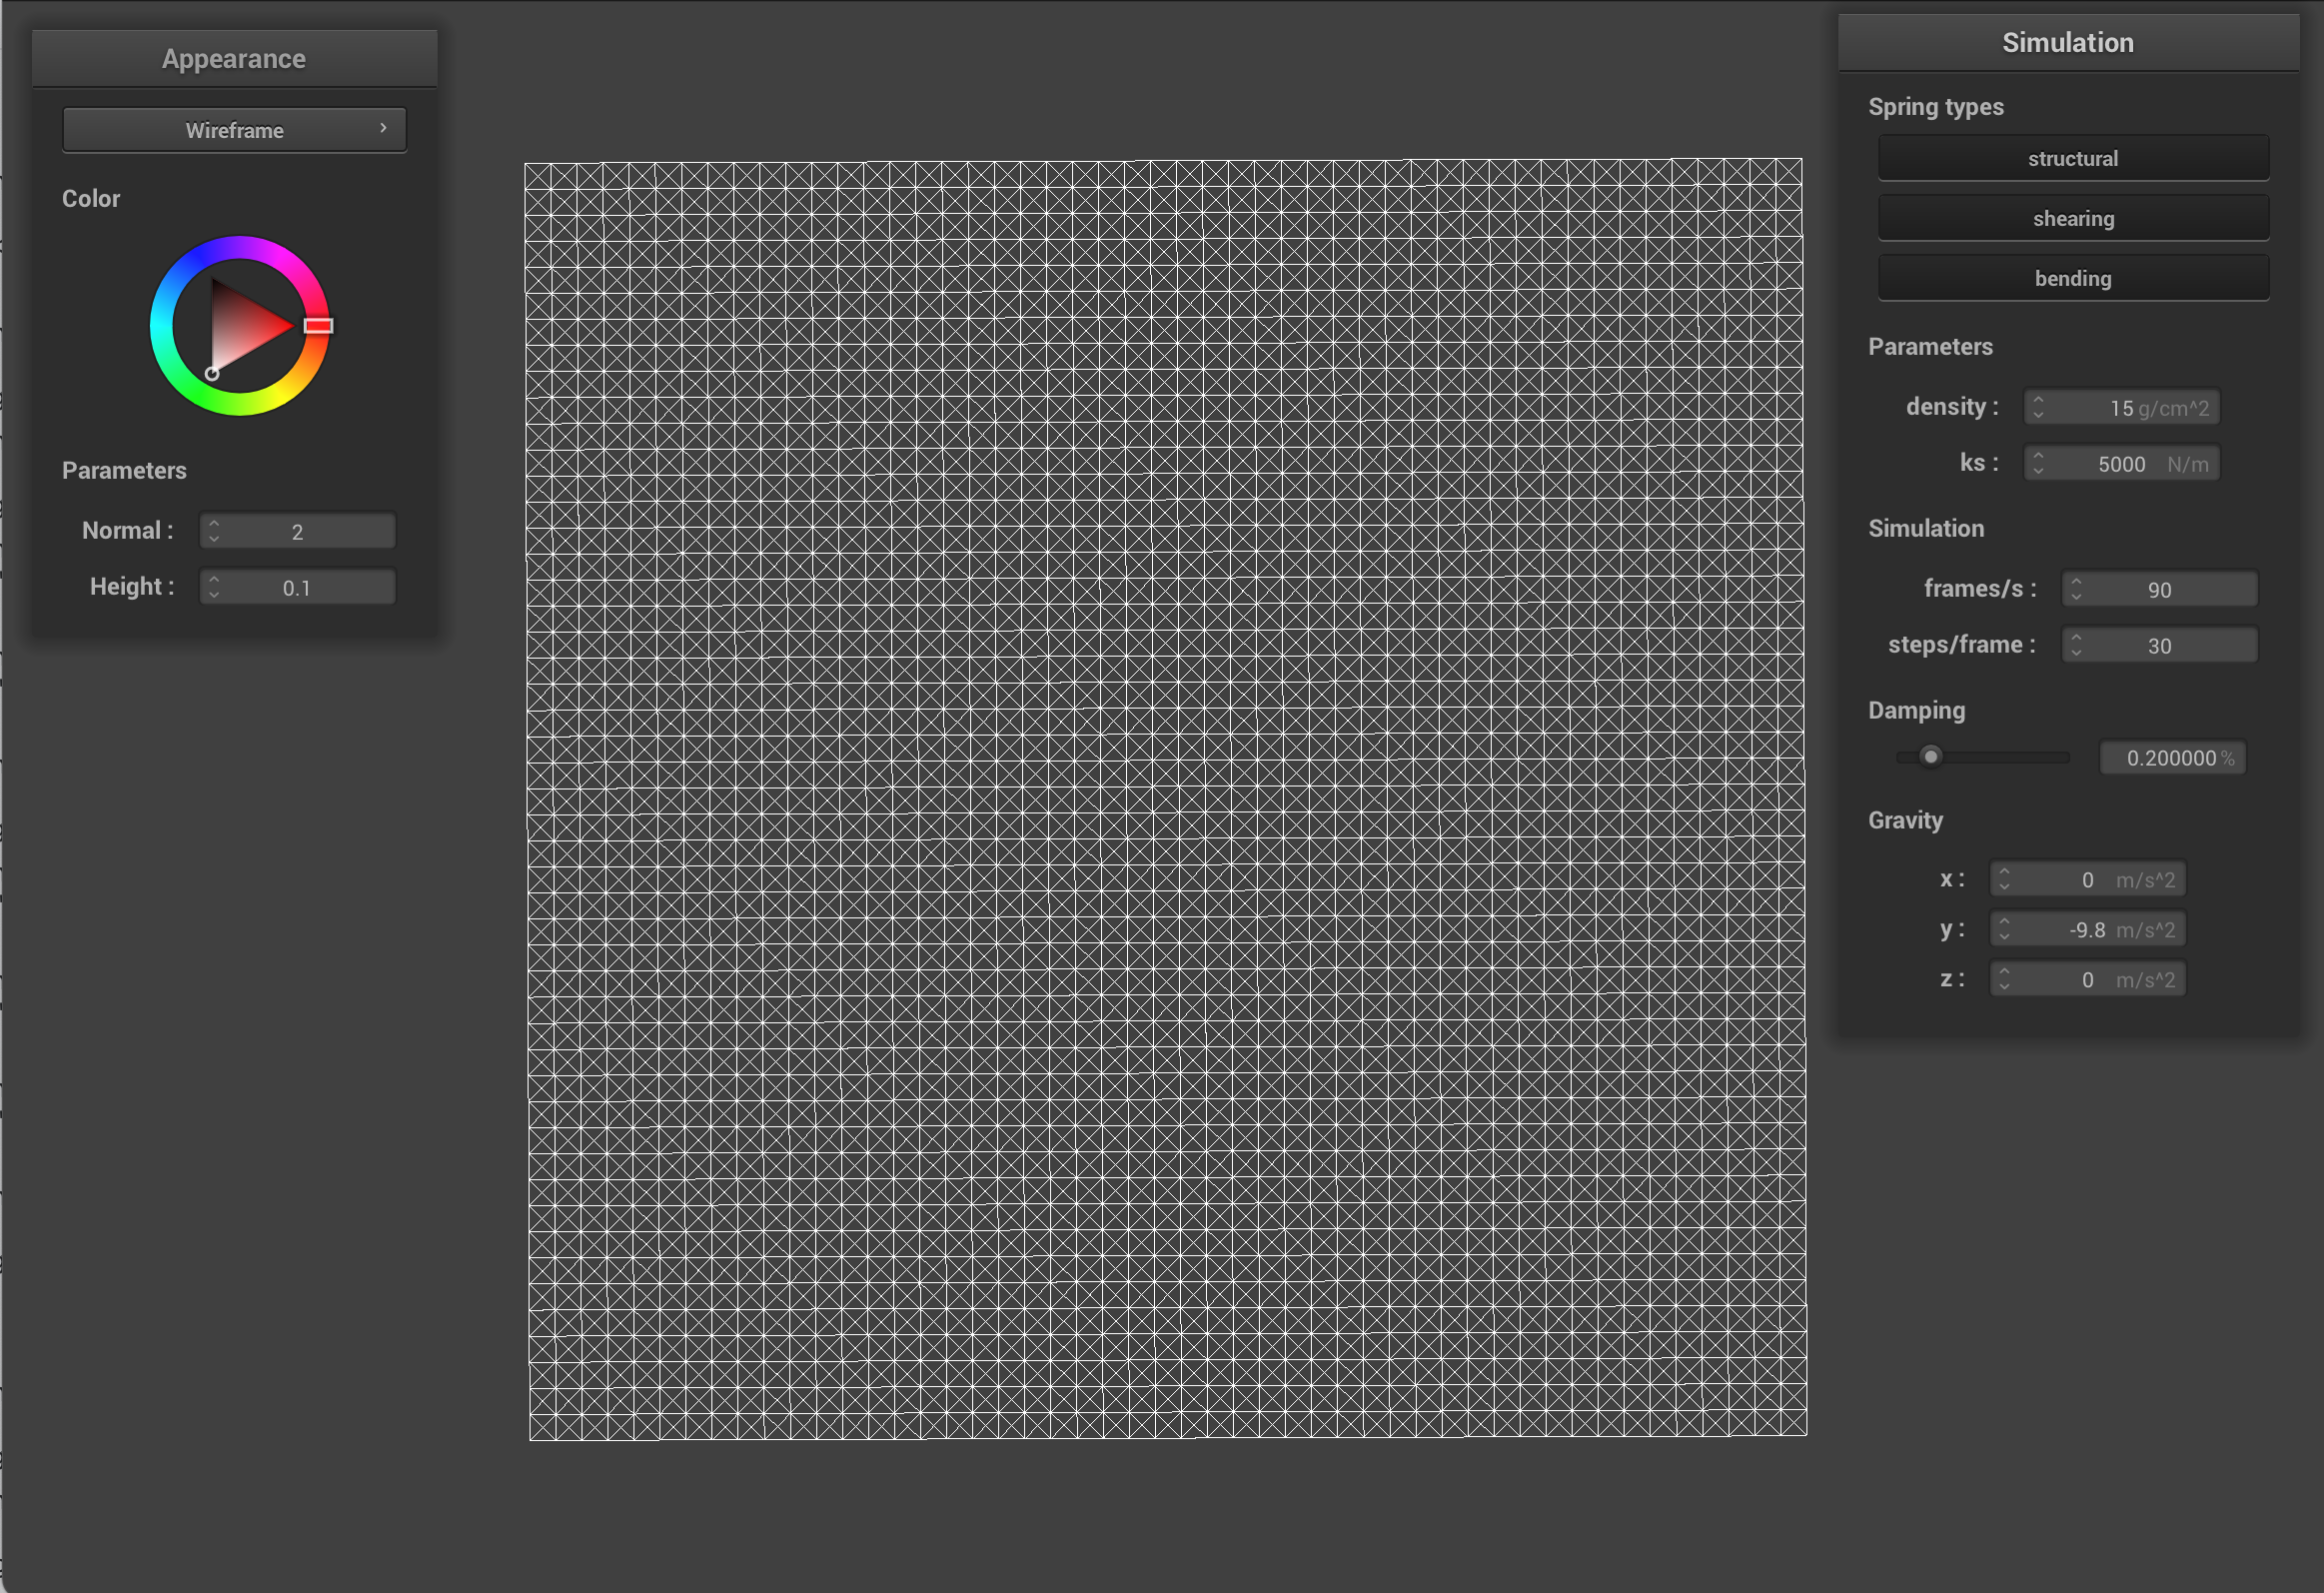 Appearance
Wireframe
Color
Parameters
Normal : 2
Height : 0.1
Simulation
Spring types
structural
shearing
bending
Parameters
density : 15 g/cm^2
ks : 5000 N/m
Simulation
frames/s : 90
steps/frame : 30
Damping
0.200000 %
Gravity
x : 0 m/s^2
y : -9.8 m/s^2
z : 0 m/s^2